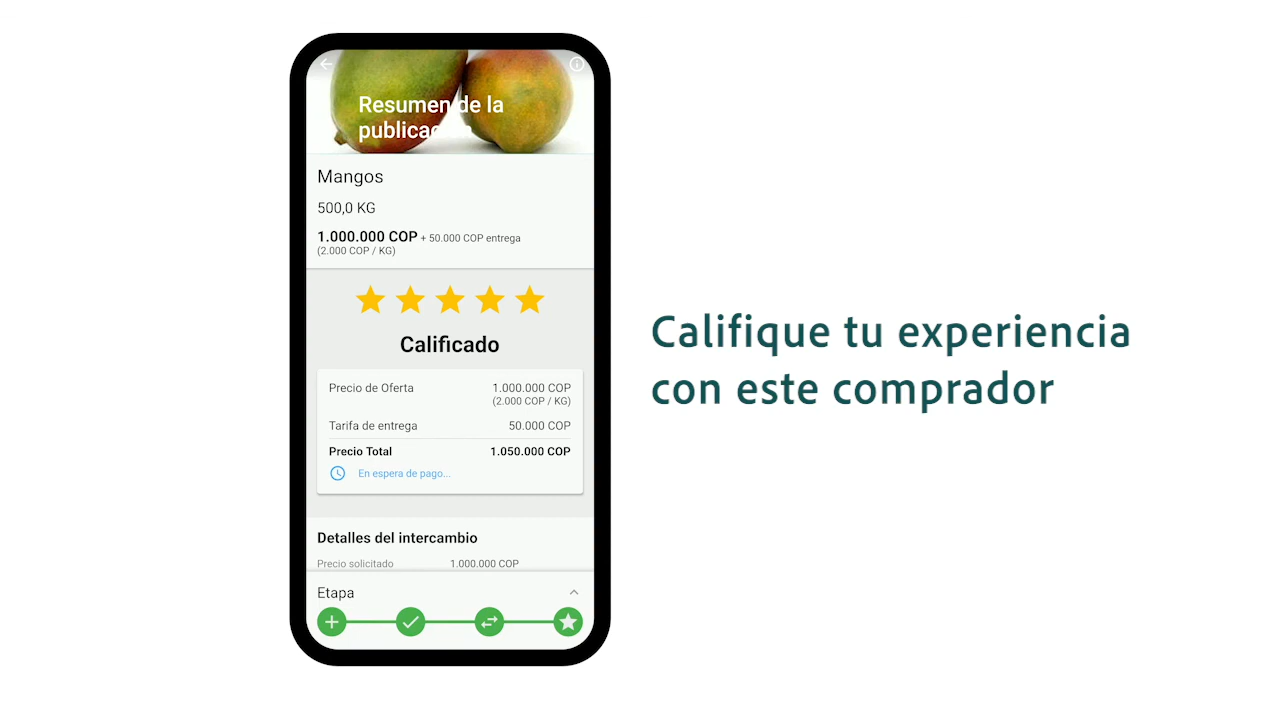 Resumen de la
publicac
Mangos
500,0 KG
1.000.000 COP + 50.000 COP entrega
(2.000 COP / KG)
Calificado
Precio de Oferta 1.000.000 COP
(2.000 COP / KG)
Tarifa de entrega 50.000 COP
Precio Total 1.050.000 COP
En espera de pago...
Detalles del intercambio
Precio solicitado 1.000.000 COP
Etapa
Califique tu experiencia
con este comprador